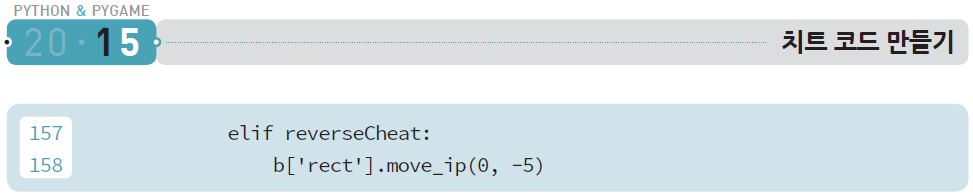 PYTHON & PYGAME
20·15 치트 코드 만들기
157 elif reverseCheat:
158 b['rect'].move_ip(0, -5)